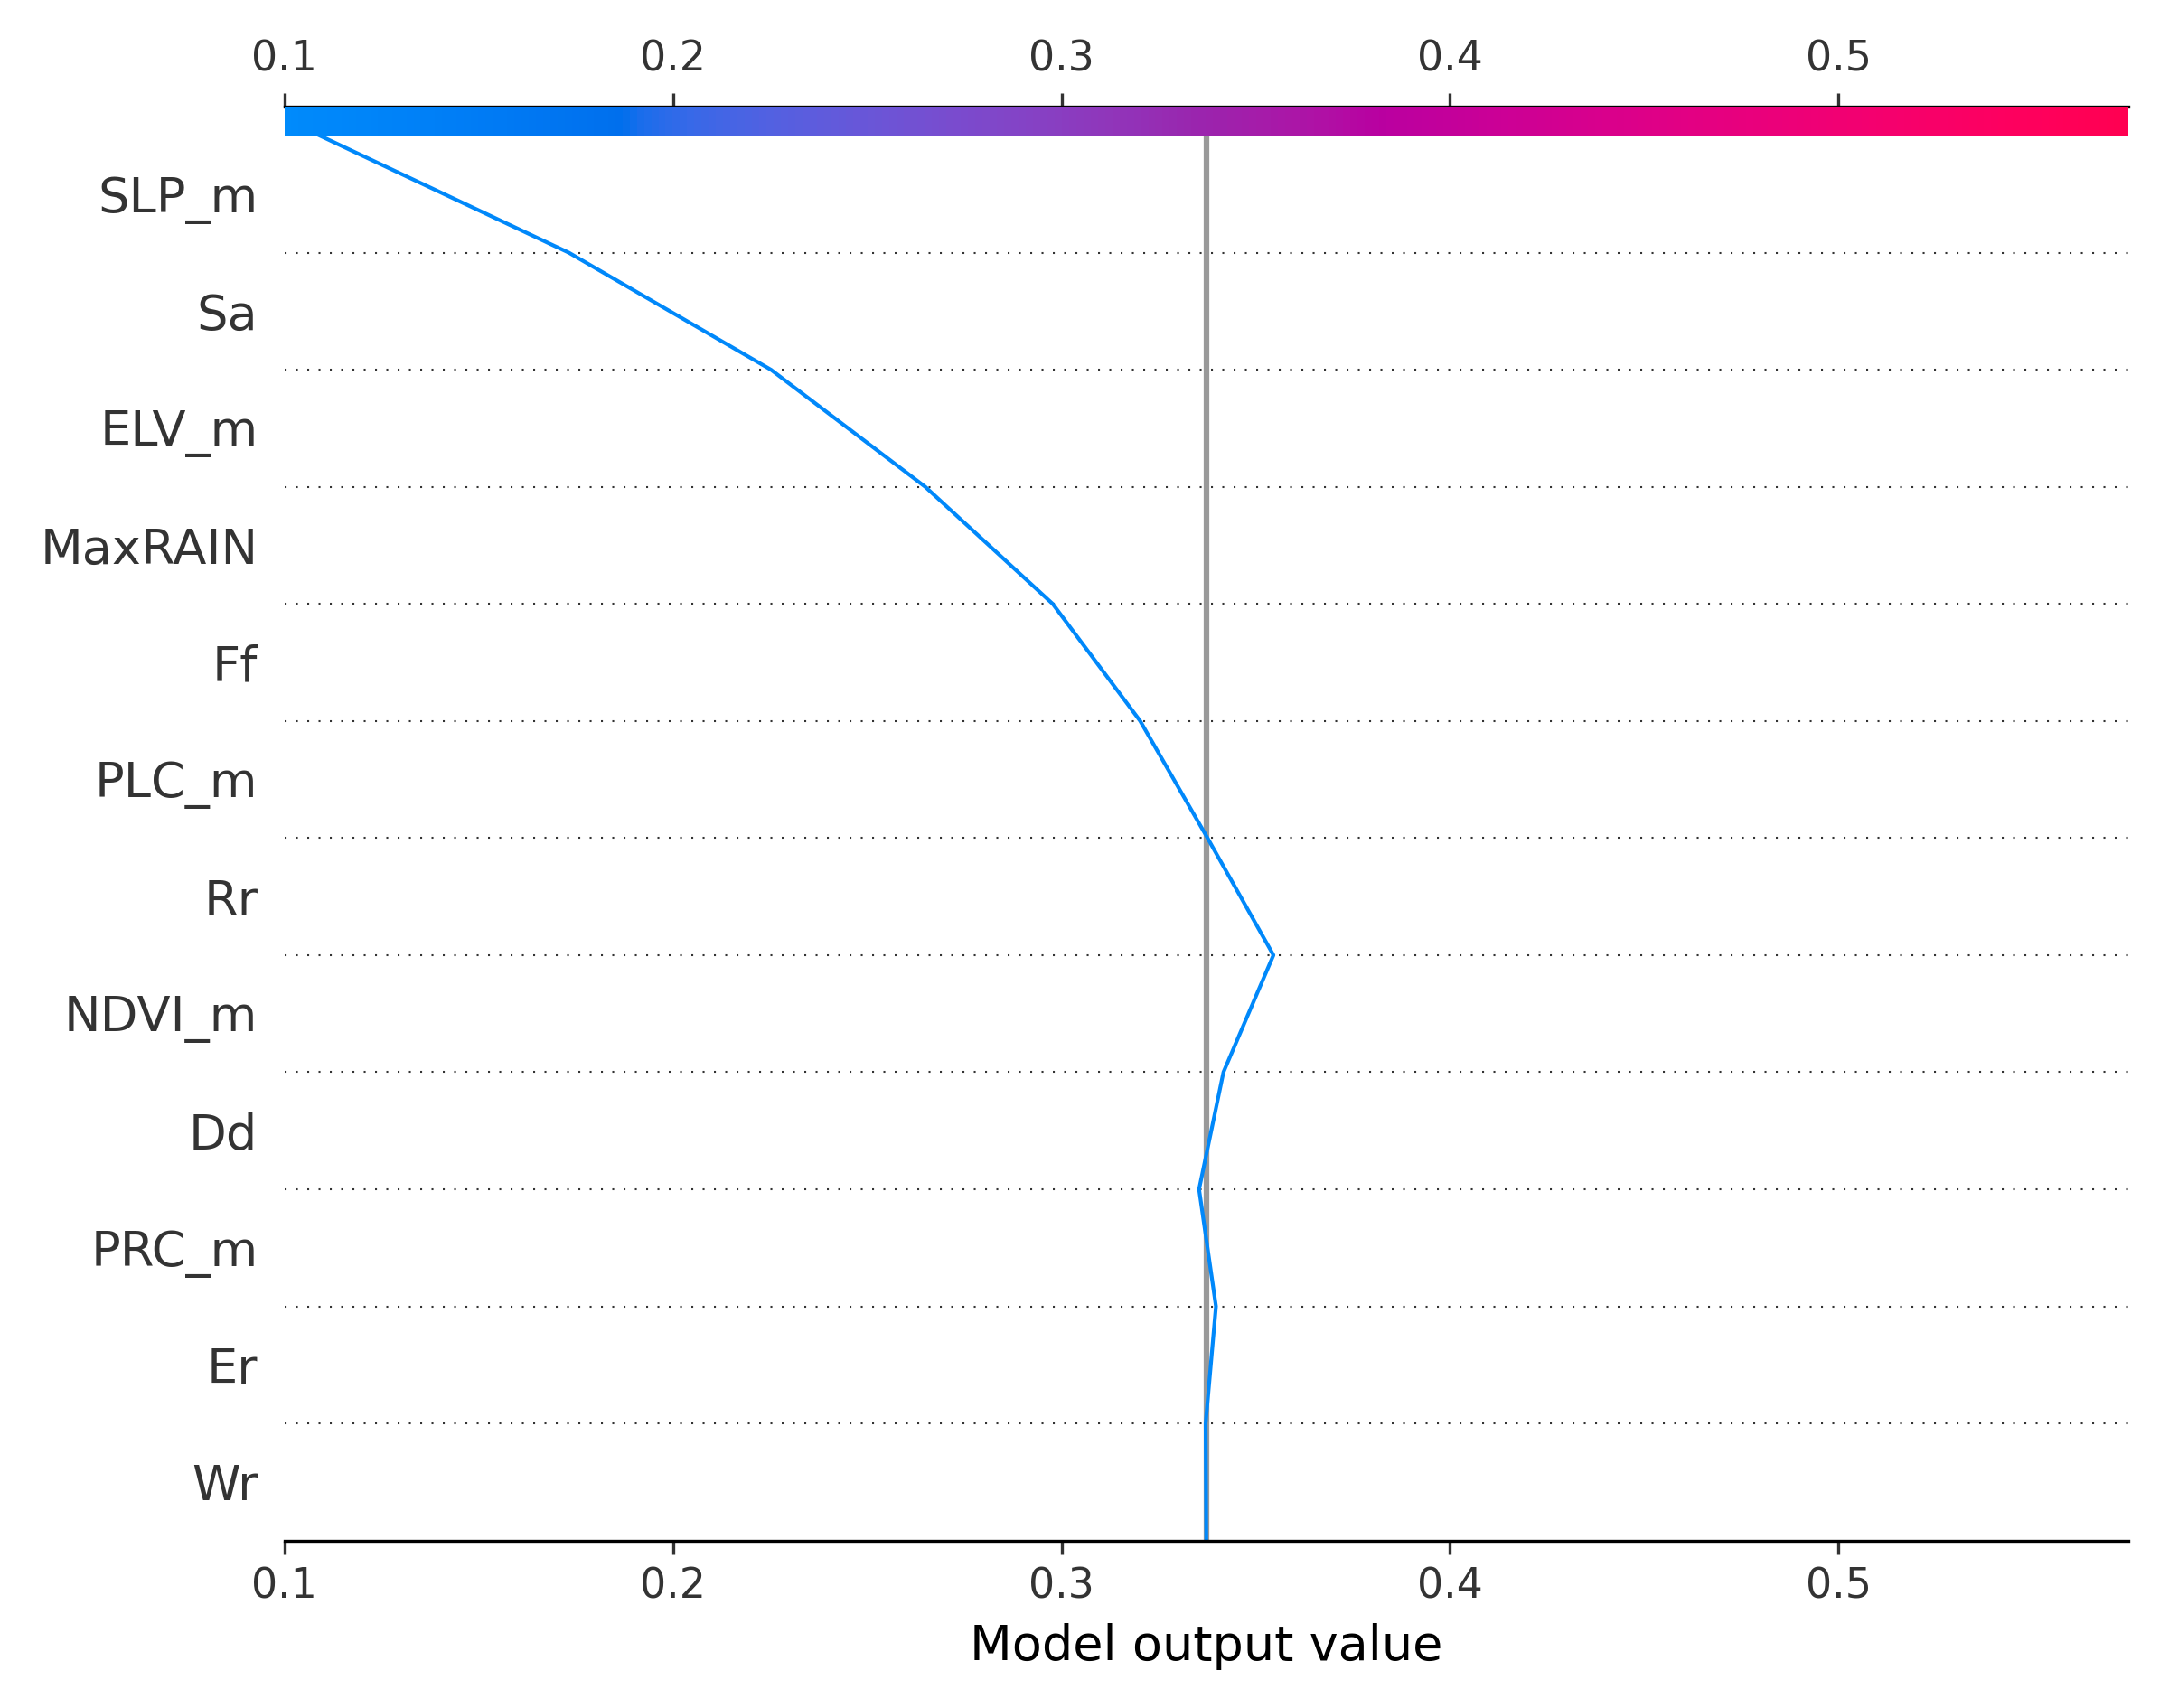 0.1 0.2 0.3 0.4 0.5
SLP_m
Sa
ELV_m
MaxRAIN
Ff
PLC_m
Rr
NDVI_m
Dd
PRC_m
Er
Wr
0.1 0.2 0.3 0.4 0.5
Model output value